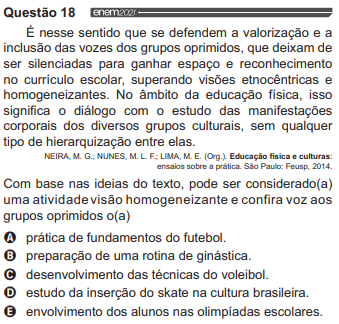 Questão 18 enem2021
É nesse sentido que se defendem a valorização e a
inclusão das vozes dos grupos oprimidos, que deixam de
ser silenciadas para ganhar espaço e reconhecimento
no currículo escolar, superando visões etnocêntricas e
homogeneizantes. No âmbito da educação física, isso
significa o diálogo com o estudo das manifestações
corporais dos diversos grupos culturais, sem qualquer
tipo de hierarquização entre elas.
NEIRA, M. G.; NUNES, M. L. F.; LIMA, M. E. (Org.). Educação física e culturas:
ensaios sobre a prática. São Paulo: Feusp, 2014.
Com base nas ideias do texto, pode ser considerado(a)
uma atividade visão homogeneizante e confira voz aos
grupos oprimidos o(a)
A prática de fundamentos do futebol.
B preparação de uma rotina de ginástica.
C desenvolvimento das técnicas do voleibol.
D estudo da inserção do skate na cultura brasileira.
E envolvimento dos alunos nas olimpíadas escolares.